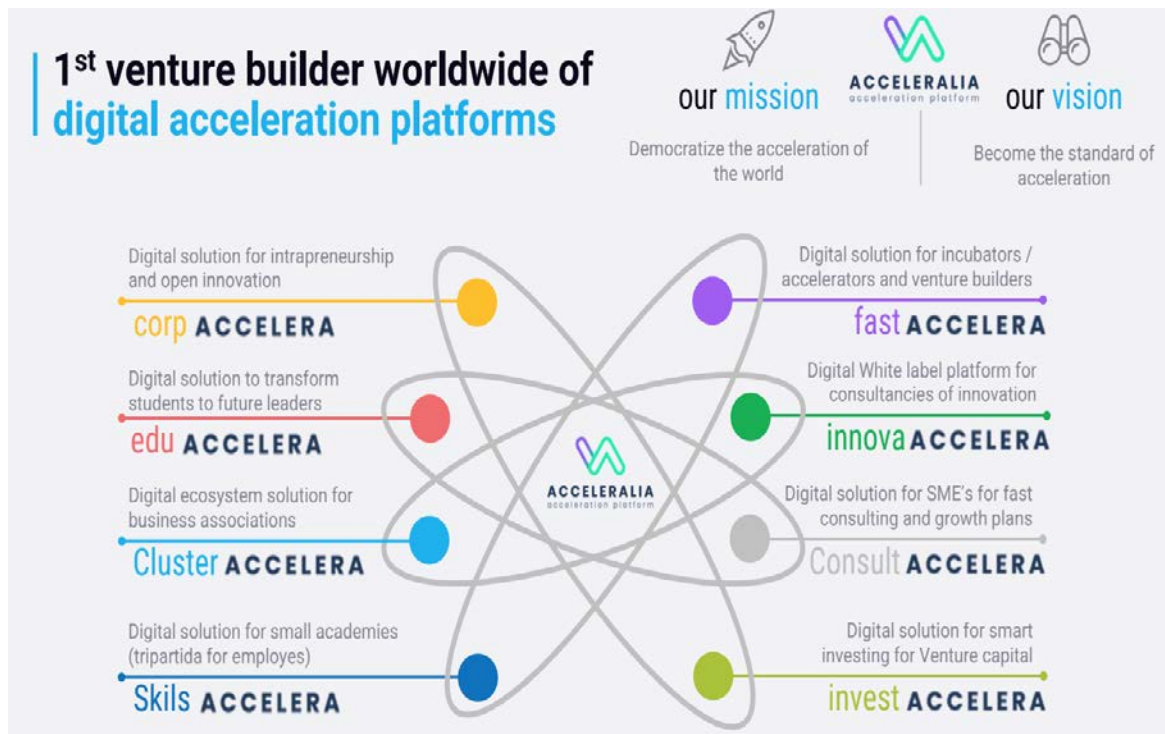 1st venture builder worldwide of
digital acceleration platforms
our mission
Democratize the acceleration of
the world
ACCELERALIA
acceleration platform
our vision
Become the standard of
acceleration
Digital solution for intrapreneurship
and open innovation
corp ACCELERA
Digital solution to transform
students to future leaders
edu ACCELERA
Digital ecosystem solution for
business associations
Cluster ACCELERA
Digital solution for small academies
(tripartida for employes)
Skils ACCELERA
ACCELERALIA
acceleration platform
Digital solution for incubators /
accelerators and venture builders
fast ACCELERA
Digital White label platform for
consultancies of innovation
innova ACCELERA
Digital solution for SME's for fast
consulting and growth plans
Consult ACCELERA
Digital solution for smart
investing for Venture capital
invest ACCELERA